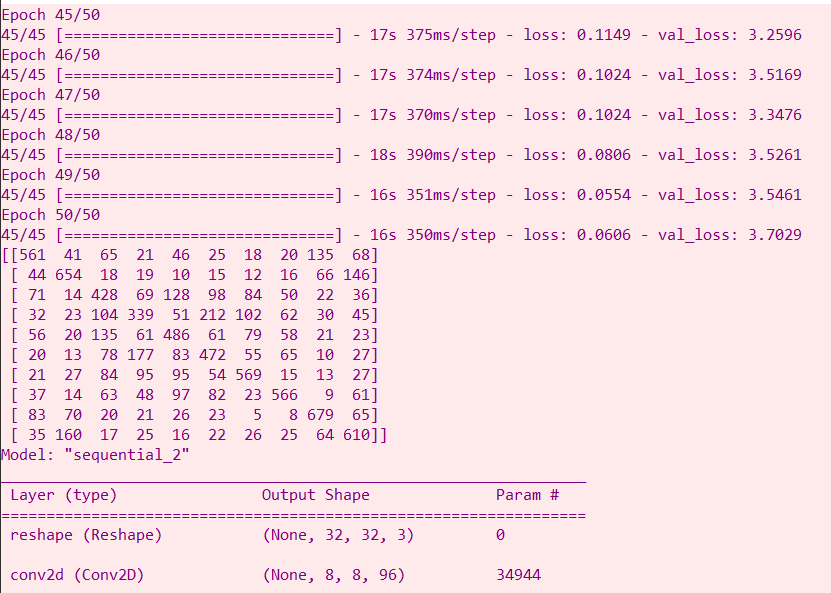 Epoch 45/50
45/45 [==============================] - 17s 375ms/step - loss: 0.1149 - val_loss: 3.2596
Epoch 46/50
45/45 [==============================] - 17s 374ms/step - loss: 0.1024 - val_loss: 3.5169
Epoch 47/50
45/45 [==============================] - 17s 370ms/step - loss: 0.1024 - val_loss: 3.3476
Epoch 48/50
45/45 [==============================] - 18s 390ms/step - loss: 0.0806 - val_loss: 3.5261
Epoch 49/50
45/45 [==============================] - 16s 351ms/step - loss: 0.0554 - val_loss: 3.5461
Epoch 50/50
45/45 [==============================] - 16s 350ms/step - loss: 0.0606 - val_loss: 3.7029
[[561  41  65  21  46  25  18  20 135  68]
 [ 44 654  18  19  10  15  12  16  66 146]
 [ 71  14 428  69 128  98  84  50  22  36]
 [ 32  23 104 339  51 212 102  62  30  45]
 [ 56  20 135  61 486  61  79  58  21  23]
 [ 20  13  78 177  83 472  55  65  10  27]
 [ 21  27  84  95  95  54 569  15  13  27]
 [ 37  14  63  48  97  82  23 566   9  61]
 [ 83  70  20  21  26  23   5   8 679  65]
 [ 35 160  17  25  16  22  26  25  64 610]]
Model: "sequential_2"
_________________________________________________________________
 Layer (type)                Output Shape              Param #
=================================================================
 reshape (Reshape)           (None, 32, 32, 3)         0
 conv2d (Conv2D)             (None, 8, 8, 96)          34944